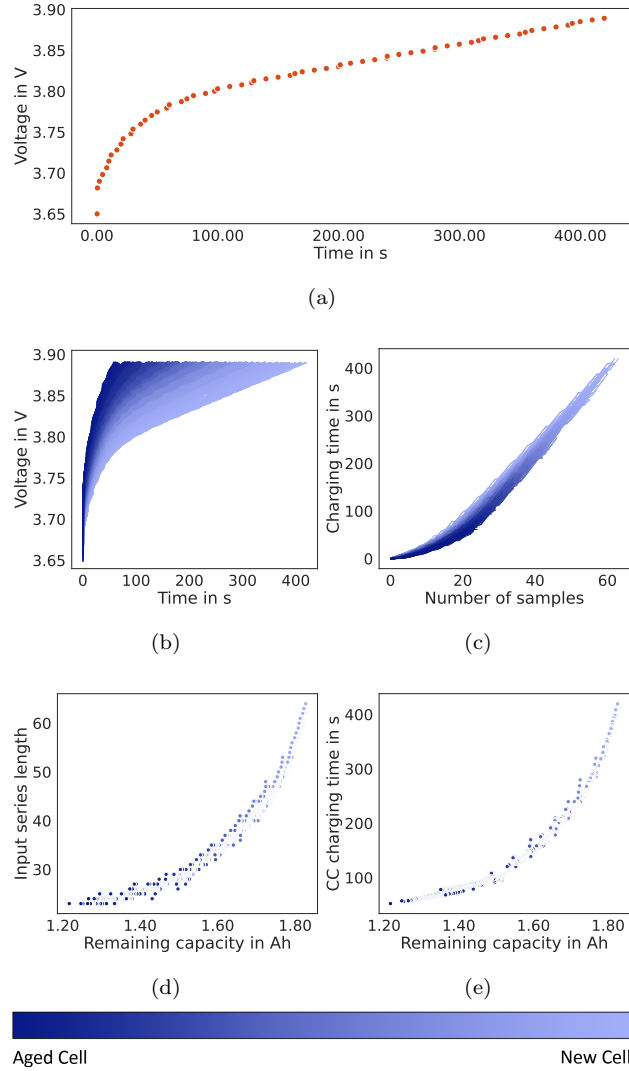 3.90
3.85
3.80
3.75
3.70
3.65
Voltage in V
0.00 100.00 200.00 300.00 400.00
Time in s
(a)
3.90
3.85
3.80
3.75
3.70
3.65
Voltage in V
0 100 200 300 400
Time in s
(b)
400
300
200
100
0
Charging time in s
0 20 40 60
Number of samples
(c)
60
50
40
30
Input series length
1.20 1.40 1.60 1.80
Remaining capacity in Ah
(d)
400
300
200
100
CC charging time in s
1.20 1.40 1.60 1.80
Remaining capacity in Ah
(e)
Aged Cell New Cell